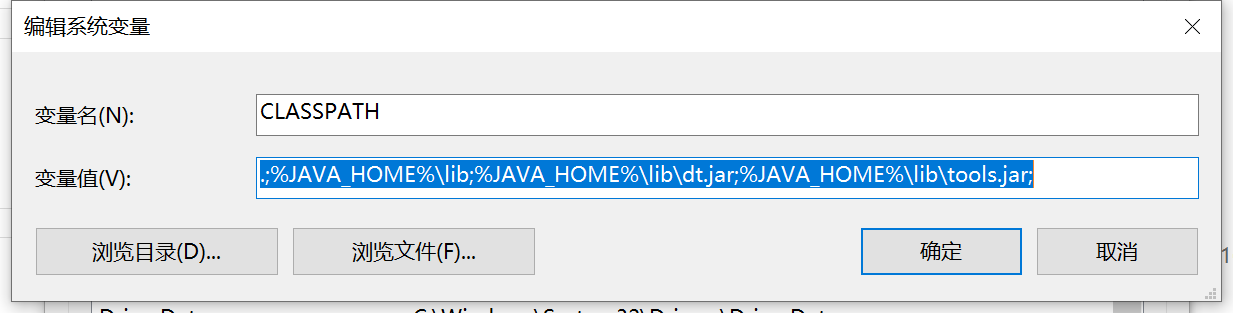 编辑系统变量
变量名(N):
CLASSPATH
变量值(V):
.;%JAVA_HOME%\lib;%JAVA_HOME%\lib\dt.jar;%JAVA_HOME%\lib\tools.jar;
浏览目录(D)...
浏览文件(F)...
确定
取消
1